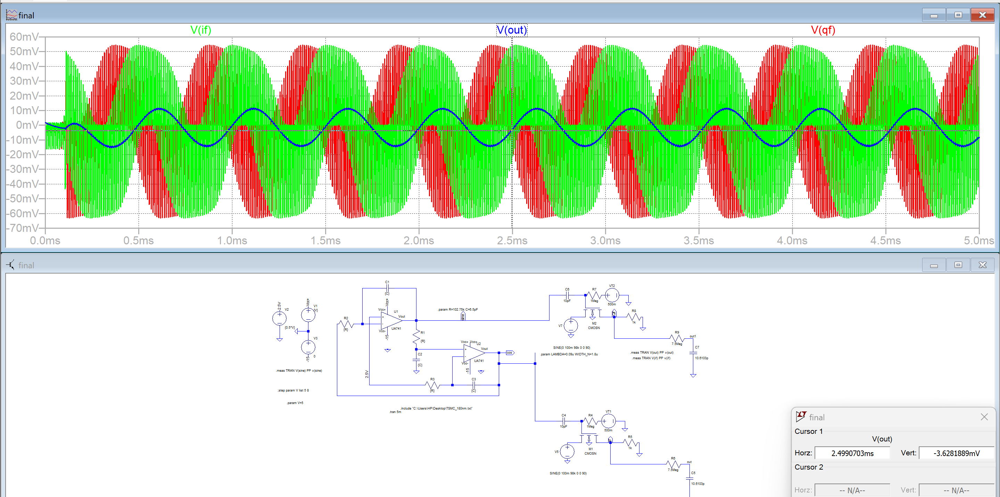 final
V(if)
V(out)
V(qf)
60mV
50mV
40mV
30mV
20mV
10mV
0mV
-10mV
-20mV
-30mV
-40mV
-50mV
-60mV
-70mV
0.0ms 0.5ms 1.0ms 1.5ms 2.0ms 2.5ms 3.0ms 3.5ms 4.0ms 4.5ms 5.0ms
final
2.5V
V2
Vcc+
V1
{V}
{0.5*V}
V3
-15
0
.meas TRAN V(sine) PP v(sine)
;step param V list 5 8
.param V=5
C1
{C}
Vcc+
Vcc+
U1
Vout
UA741
Vcc-
-15
R2
{R}
.param R=102.75k C=6.5pF
sine
R1
{R}
C2
{C}
Vcc+
Vcc+
U2
Vout
UA741
Vcc-
-15
cos
2.5V
R3
{R}
C3
{C}
.include "C:\Users\HP\Desktop\TSMC_180nm.txt"
.tran 5m
C6
10pF
R7
1Meg
VT2
500m
M2
CMOSN
V7
QF
R8
1k
SINE(0 100m 98k 0 0 90)
.param LAMBDA=0.09u WIDTH_N=1.8u
R9
7.5Meg
out1
C7
10.6103p
.meas TRAN V(out) PP v(out)
.meas TRAN V(if) PP v(if)
C4
10pF
R4
1Meg
VT1
500m
M1
CMOSN
V5
IF
R5
1k
SINE(0 100m 98k 0 0 90)
R6
7.5Meg
out
C5
10.6103p
final
Cursor 1
V(out)
Horz: 2.4990703ms Vert: -3.6281889mV
Cursor 2
Horz: -- N/A-- Vert: -- N/A--